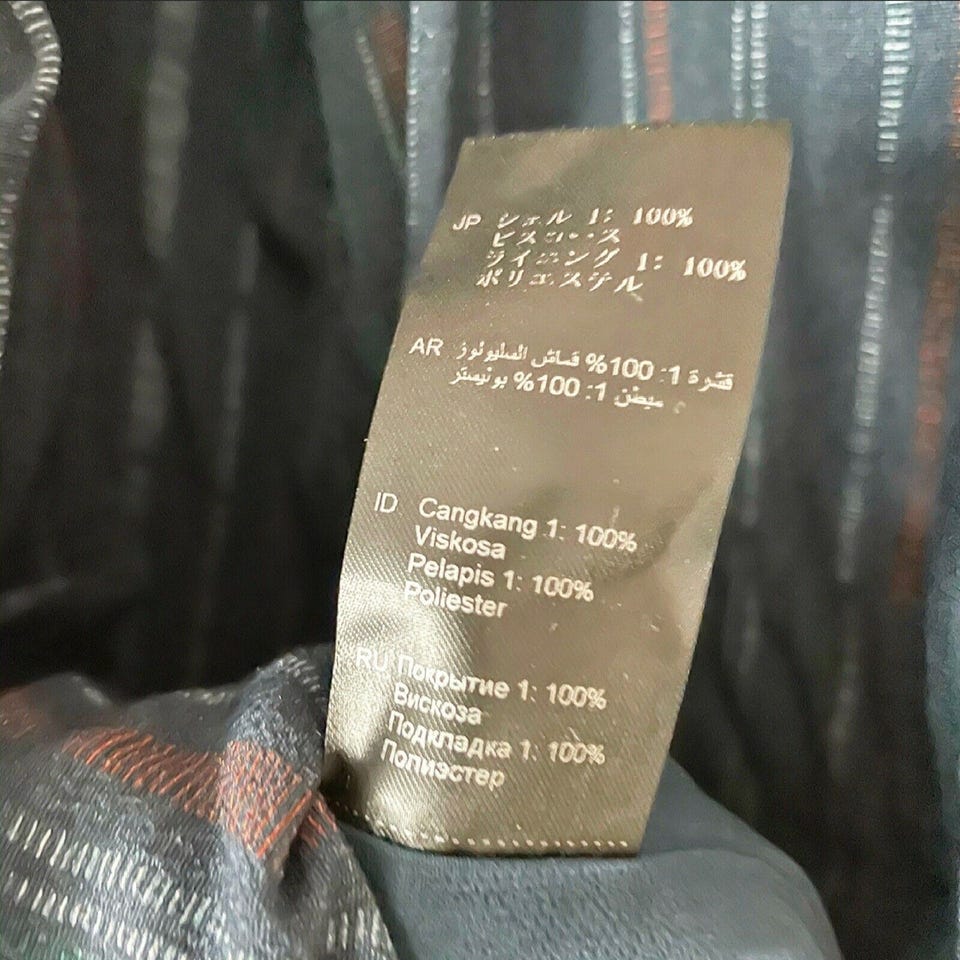 JP シェル 1: 100%
ビスコース
ライニング 1: 100%
ポリエステル
AR قشرة 1: 100% قماش السليولوز
مبطن 1: 100% بوليستر
ID Cangkang 1: 100%
Viskosa
Pelapis 1: 100%
Poliester
RU Покрытие 1: 100%
Вискоза
Подкладка 1: 100%
Полиэстер